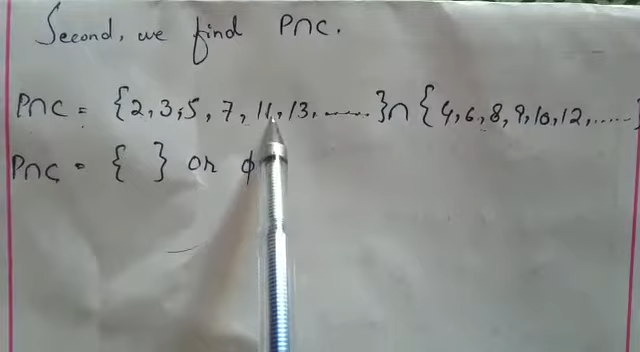 Second, we find P∩C.
P∩C = {2, 3, 5, 7, 11, 13, ......} ∩ {4, 6, 8, 9, 10, 12, ......}
P∩C = { } or ϕ